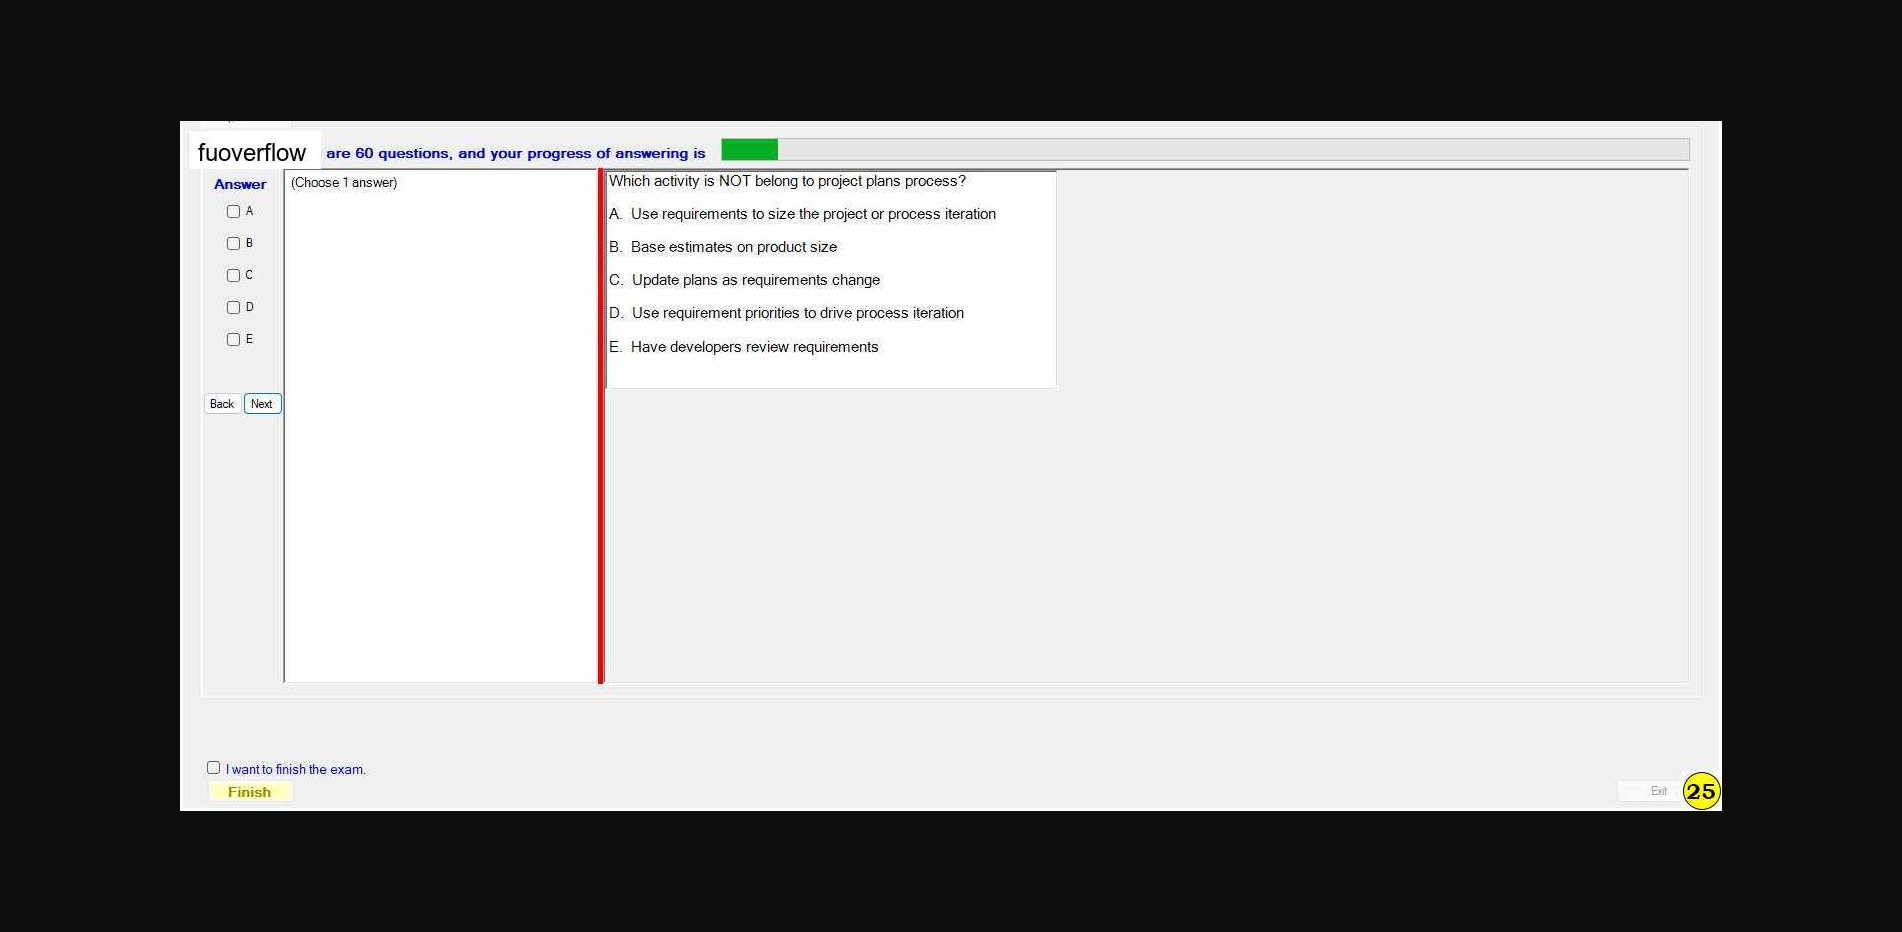 fuoverflow are 60 questions, and your progress of answering is
Answer
(Choose 1 answer)
A
B
C
D
E
Back Next
Which activity is NOT belong to project plans process?
A. Use requirements to size the project or process iteration
B. Base estimates on product size
C. Update plans as requirements change
D. Use requirement priorities to drive process iteration
E. Have developers review requirements
I want to finish the exam.
Finish
Exit
25